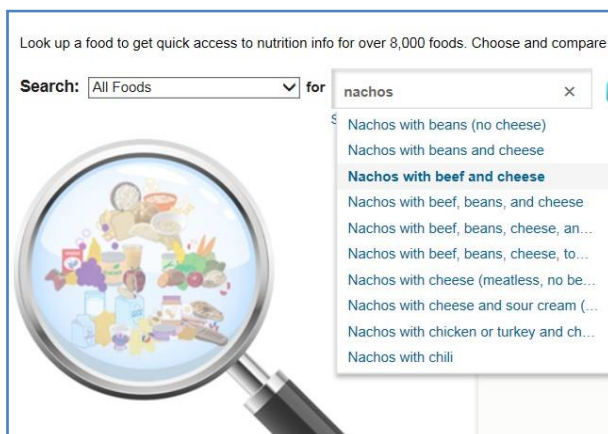 Look up a food to get quick access to nutrition info for over 8,000 foods. Choose and compare
Search: All Foods for nachos ×
Nachos with beans (no cheese)
Nachos with beans and cheese
Nachos with beef and cheese
Nachos with beef, beans, and cheese
Nachos with beef, beans, cheese, an...
Nachos with beef, beans, cheese, to...
Nachos with cheese (meatless, no be...
Nachos with cheese and sour cream (...
Nachos with chicken or turkey and ch...
Nachos with chili